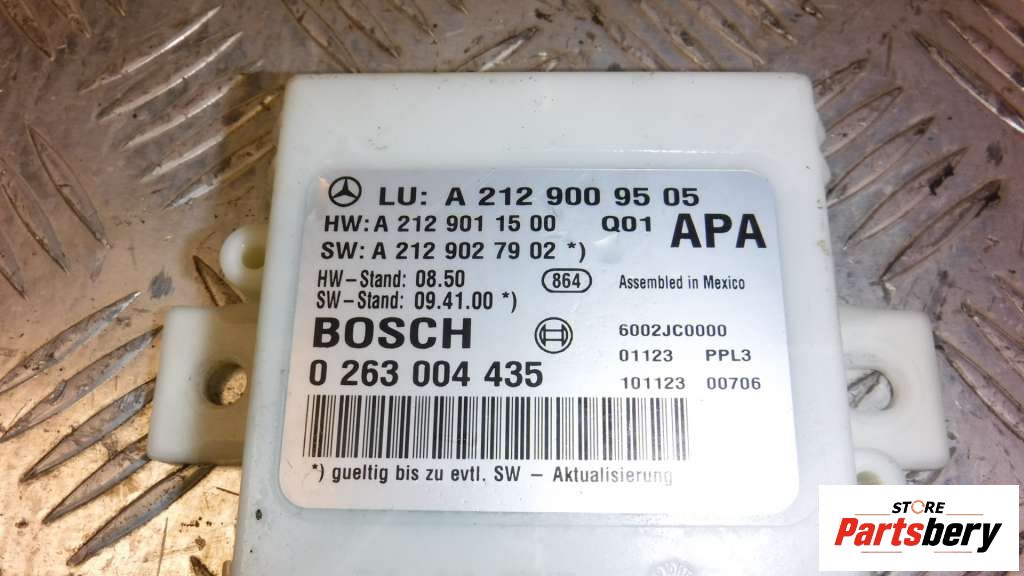 LU: A 212 900 95 05
HW: A 212 901 15 00 Q01 APA
SW: A 212 902 79 02 *)
HW-Stand: 08.50 864 Assembled in Mexico
SW-Stand: 09.41.00 *)
BOSCH 6002JC0000
0 263 004 435 01123 PPL3
101123 00706
*) gueltig bis zu evtl. SW - Aktualisierung
STORE
Partsbery